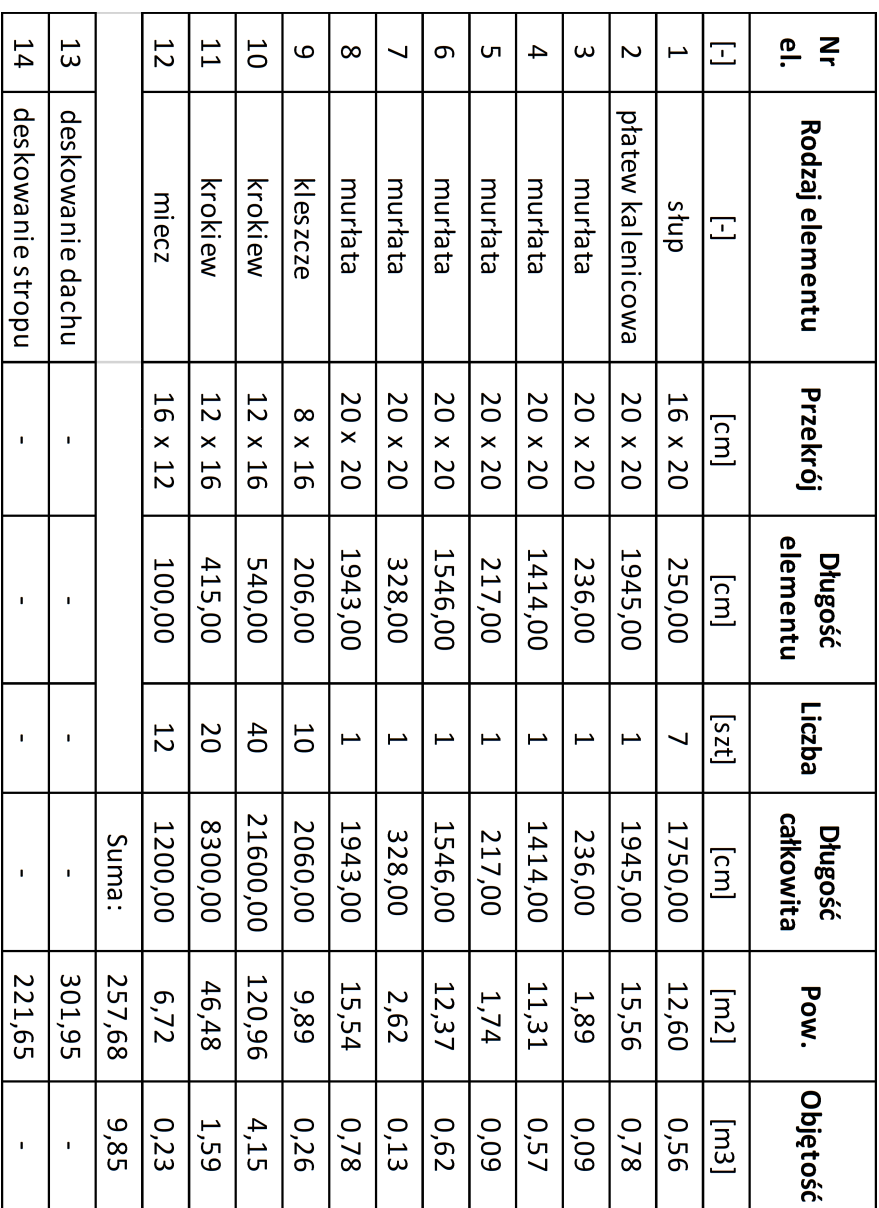 Nr el. Rodzaj elementu Przekrój Długość elementu Liczba Długość całkowita Pow. Objętość
[-] [-] [cm] [cm] [szt] [cm] [m2] [m3]
1 słup 16 x 20 250,00 7 1750,00 12,60 0,56
2 płatew kalenicowa 20 x 20 1945,00 1 1945,00 15,56 0,78
3 murłata 20 x 20 236,00 1 236,00 1,89 0,09
4 murłata 20 x 20 1414,00 1 1414,00 11,31 0,57
5 murłata 20 x 20 217,00 1 217,00 1,74 0,09
6 murłata 20 x 20 1546,00 1 1546,00 12,37 0,62
7 murłata 20 x 20 328,00 1 328,00 2,62 0,13
8 murłata 20 x 20 1943,00 1 1943,00 15,54 0,78
9 kleszcze 8 x 16 206,00 10 2060,00 9,89 0,26
10 krokiew 12 x 16 540,00 40 21600,00 120,96 4,15
11 krokiew 12 x 16 415,00 20 8300,00 46,48 1,59
12 miecz 16 x 12 100,00 12 1200,00 6,72 0,23
Suma: 257,68 9,85
13 deskowanie dachu - - - - 301,95 -
14 deskowanie stropu - - - - 221,65 -